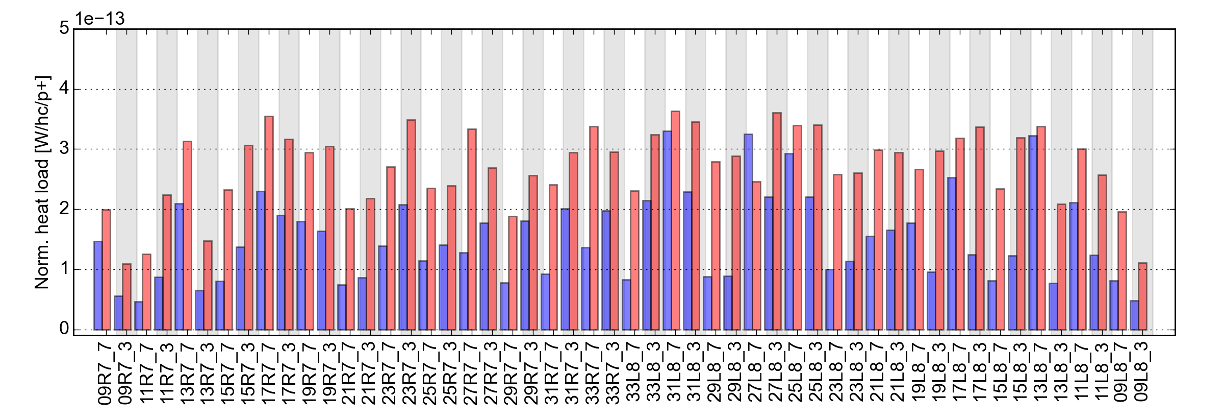 1e−13
5
4
3
2
1
0
Norm. heat load [W/hc/p+]
09R7_7
09R7_3
11R7_7
11R7_3
13R7_7
13R7_3
15R7_7
15R7_3
17R7_7
17R7_3
19R7_7
19R7_3
21R7_7
21R7_3
23R7_7
23R7_3
25R7_7
25R7_3
27R7_7
27R7_3
29R7_7
29R7_3
31R7_7
31R7_3
33R7_7
33R7_3
33L8_7
33L8_3
31L8_7
31L8_3
29L8_7
29L8_3
27L8_7
27L8_3
25L8_7
25L8_3
23L8_7
23L8_3
21L8_7
21L8_3
19L8_7
19L8_3
17L8_7
17L8_3
15L8_7
15L8_3
13L8_7
13L8_3
11L8_7
11L8_3
09L8_7
09L8_3